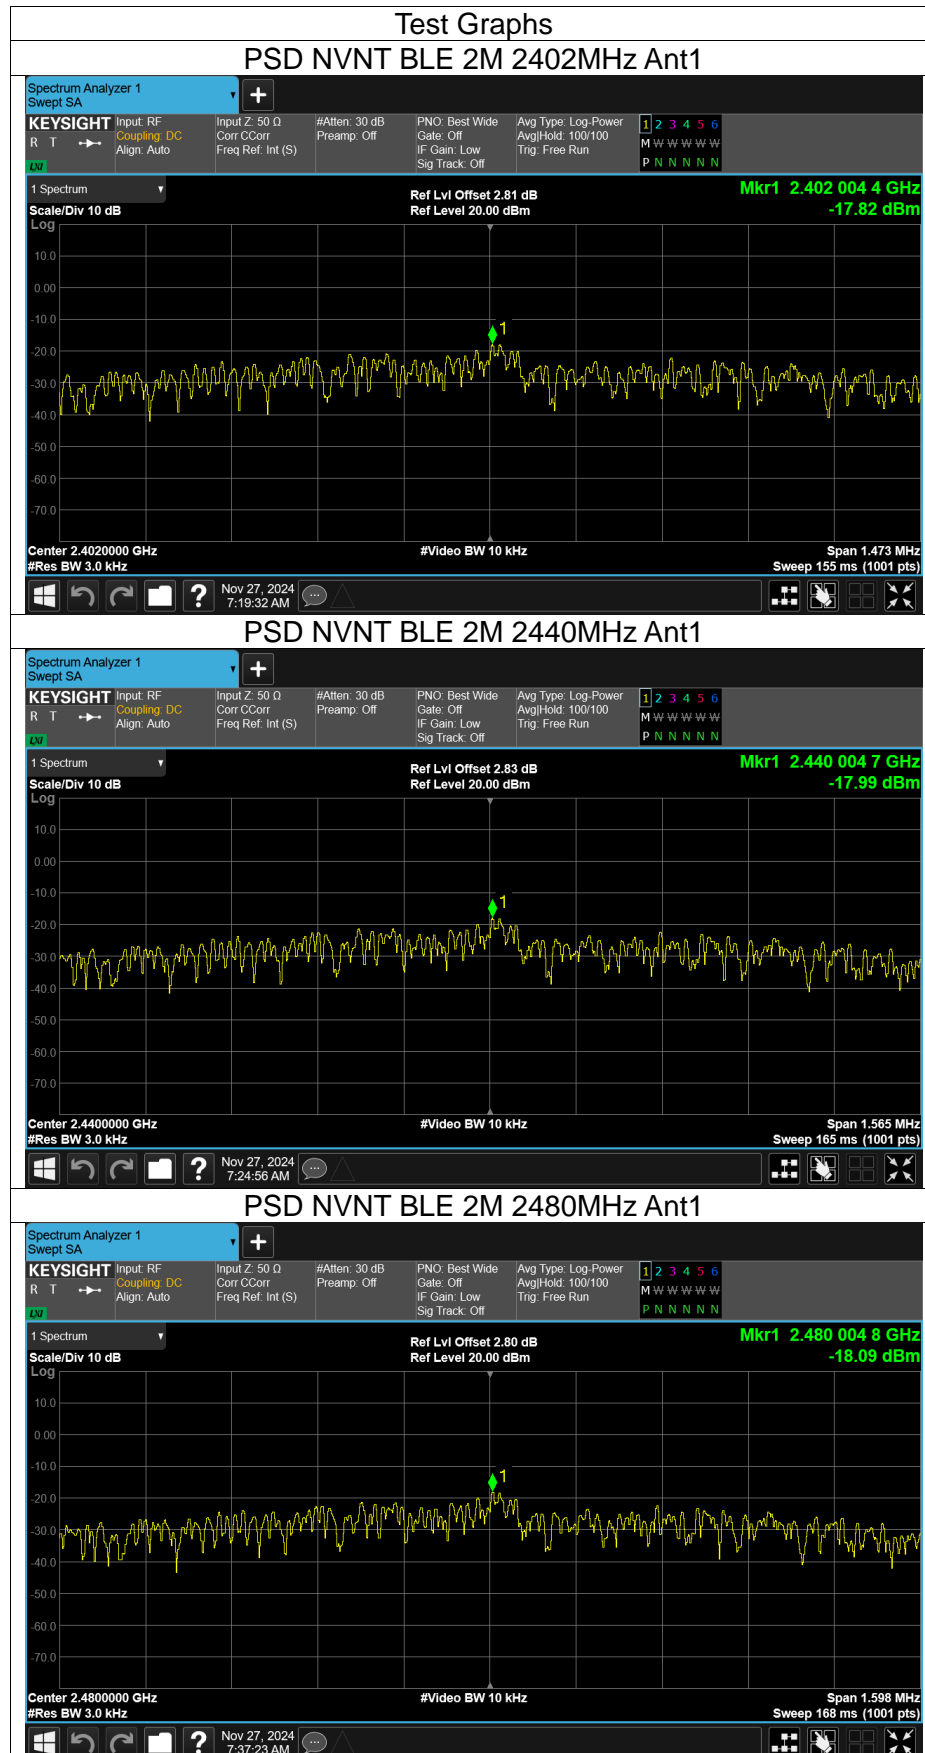 Test Graphs
PSD NVNT BLE 2M 2402MHz Ant1
Spectrum Analyzer 1
Swept SA
KEYSIGHT
R T
LXI
Input: RF
Coupling: DC
Align: Auto
Input Z: 50 Ω
Corr CCorr
Freq Ref: Int (S)
#Atten: 30 dB
Preamp: Off
PNO: Best Wide
Gate: Off
IF Gain: Low
Sig Track: Off
Avg Type: Log-Power
Avg|Hold: 100/100
Trig: Free Run
1 2 3 4 5 6
M W W W W W
P N N N N N
1 Spectrum
Scale/Div 10 dB
Ref Lvl Offset 2.81 dB
Ref Level 20.00 dBm
Mkr1 2.402 004 4 GHz
-17.82 dBm
Log
10.0
0.00
-10.0
-20.0
-30.0
-40.0
-50.0
-60.0
-70.0
1
Center 2.4020000 GHz
#Res BW 3.0 kHz
#Video BW 10 kHz
Span 1.473 MHz
Sweep 155 ms (1001 pts)
?
Nov 27, 2024
7:19:32 AM
PSD NVNT BLE 2M 2440MHz Ant1
Spectrum Analyzer 1
Swept SA
KEYSIGHT
R T
LXI
Input: RF
Coupling: DC
Align: Auto
Input Z: 50 Ω
Corr CCorr
Freq Ref: Int (S)
#Atten: 30 dB
Preamp: Off
PNO: Best Wide
Gate: Off
IF Gain: Low
Sig Track: Off
Avg Type: Log-Power
Avg|Hold: 100/100
Trig: Free Run
1 2 3 4 5 6
M W W W W W
P N N N N N
1 Spectrum
Scale/Div 10 dB
Ref Lvl Offset 2.83 dB
Ref Level 20.00 dBm
Mkr1 2.440 004 7 GHz
-17.99 dBm
Log
10.0
0.00
-10.0
-20.0
-30.0
-40.0
-50.0
-60.0
-70.0
1
Center 2.4400000 GHz
#Res BW 3.0 kHz
#Video BW 10 kHz
Span 1.565 MHz
Sweep 165 ms (1001 pts)
?
Nov 27, 2024
7:24:56 AM
PSD NVNT BLE 2M 2480MHz Ant1
Spectrum Analyzer 1
Swept SA
KEYSIGHT
R T
LXI
Input: RF
Coupling: DC
Align: Auto
Input Z: 50 Ω
Corr CCorr
Freq Ref: Int (S)
#Atten: 30 dB
Preamp: Off
PNO: Best Wide
Gate: Off
IF Gain: Low
Sig Track: Off
Avg Type: Log-Power
Avg|Hold: 100/100
Trig: Free Run
1 2 3 4 5 6
M W W W W W
P N N N N N
1 Spectrum
Scale/Div 10 dB
Ref Lvl Offset 2.80 dB
Ref Level 20.00 dBm
Mkr1 2.480 004 8 GHz
-18.09 dBm
Log
10.0
0.00
-10.0
-20.0
-30.0
-40.0
-50.0
-60.0
-70.0
1
Center 2.4800000 GHz
#Res BW 3.0 kHz
#Video BW 10 kHz
Span 1.598 MHz
Sweep 168 ms (1001 pts)
?
Nov 27, 2024
7:37:23 AM